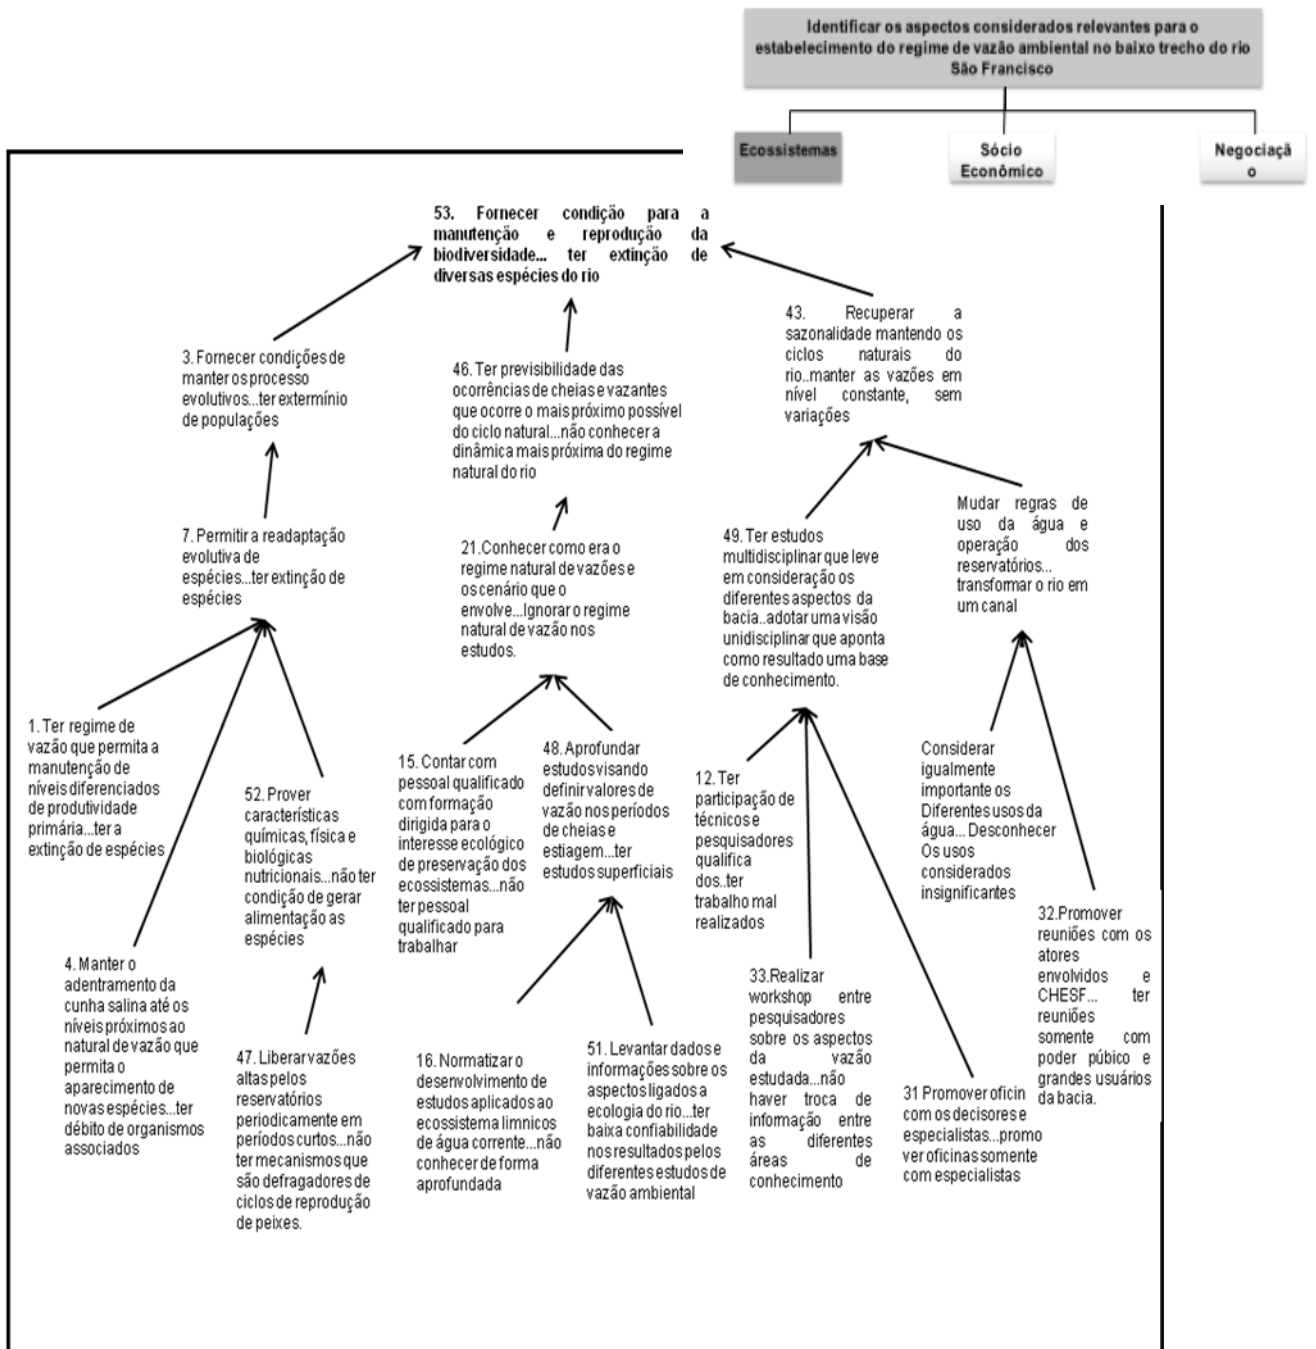 Identificar os aspectos considerados relevantes para o
estabelecimento do regime de vazão ambiental no baixo trecho do rio
São Francisco
Ecossistemas
Sócio
Econômico
Negociaçã
o
53. Fornecer condição para a
manutenção e reprodução da
biodiversidade... ter extinção de
diversas espécies do rio
3. Fornecer condições de
manter os processo
evolutivos...ter extermínio
de populações
46. Ter previsibilidade das
ocorrências de cheias e vazantes
que ocorre o mais próximo possível
do ciclo natural...não conhecer a
dinâmica mais próxima do regime
natural do rio
43. Recuperar a
sazonalidade mantendo os
ciclos naturais do
rio..manter as vazões em
nível constante, sem
variações
7. Permitir a readaptação
evolutiva de
espécies...ter extinção de
espécies
21.Conhecer como era o
regime natural de vazões e
os cenário que o
envolve...Ignorar o regime
natural de vazão nos
estudos.
49. Ter estudos
multidisciplinar que leve
em consideração os
diferentes aspectos da
bacia..adotar uma visão
unidisciplinar que aponta
como resultado uma base
de conhecimento.
Mudar regras de
uso da água e
operação dos
reservatórios...
transformar o rio em
um canal
1. Ter regime de
vazão que permita a
manutenção de
níveis diferenciados
de produtividade
primária...ter a
extinção de espécies
52. Prover
características
químicas, física e
biológicas
nutricionais...não ter
condição de gerar
alimentação as
espécies
15. Contar com
pessoal qualificado
com formação
dirigida para o
interesse ecológico
de preservação dos
ecossistemas...não
ter pessoal
qualificado para
trabalhar
48. Aprofundar
estudos visando
definir valores de
vazão nos períodos
de cheias e
estiagem...ter
estudos superficiais
12. Ter
participação de
técnicos e
pesquisadores
qualifica
dos..ter
trabalho mal
realizados
Considerar
igualmente
importante os
Diferentes usos da
água... Desconhecer
Os usos
considerados
insignificantes
4. Manter o
adentramento da
cunha salina até os
níveis próximos ao
natural de vazão que
permita o
aparecimento de
novas espécies...ter
débito de organismos
associados
47. Liberar vazões
altas pelos
reservatórios
periodicamente em
períodos curtos...não
ter mecanismos que
são defragadores de
ciclos de reprodução
de peixes.
16. Normatizar o
desenvolvimento de
estudos aplicados ao
ecossistema limnicos
de água corrente...não
conhecer de forma
aprofundada
51. Levantar dados e
informações sobre os
aspectos ligados a
ecologia do rio...ter
baixa confiabilidade
nos resultados pelos
diferentes estudos de
vazão ambiental
33.Realizar
workshop entre
pesquisadores
sobre os aspectos
da vazão
estudada...não
haver troca de
informação entre
as diferentes
áreas de
conhecimento
31 Promover oficin
com os decisores e
especialistas...promo
ver oficinas somente
com especialistas
32.Promover
reuniões com os
atores
envolvidos e
CHESF... ter
reuniões
somente com
poder púbico e
grandes usuários
da bacia.